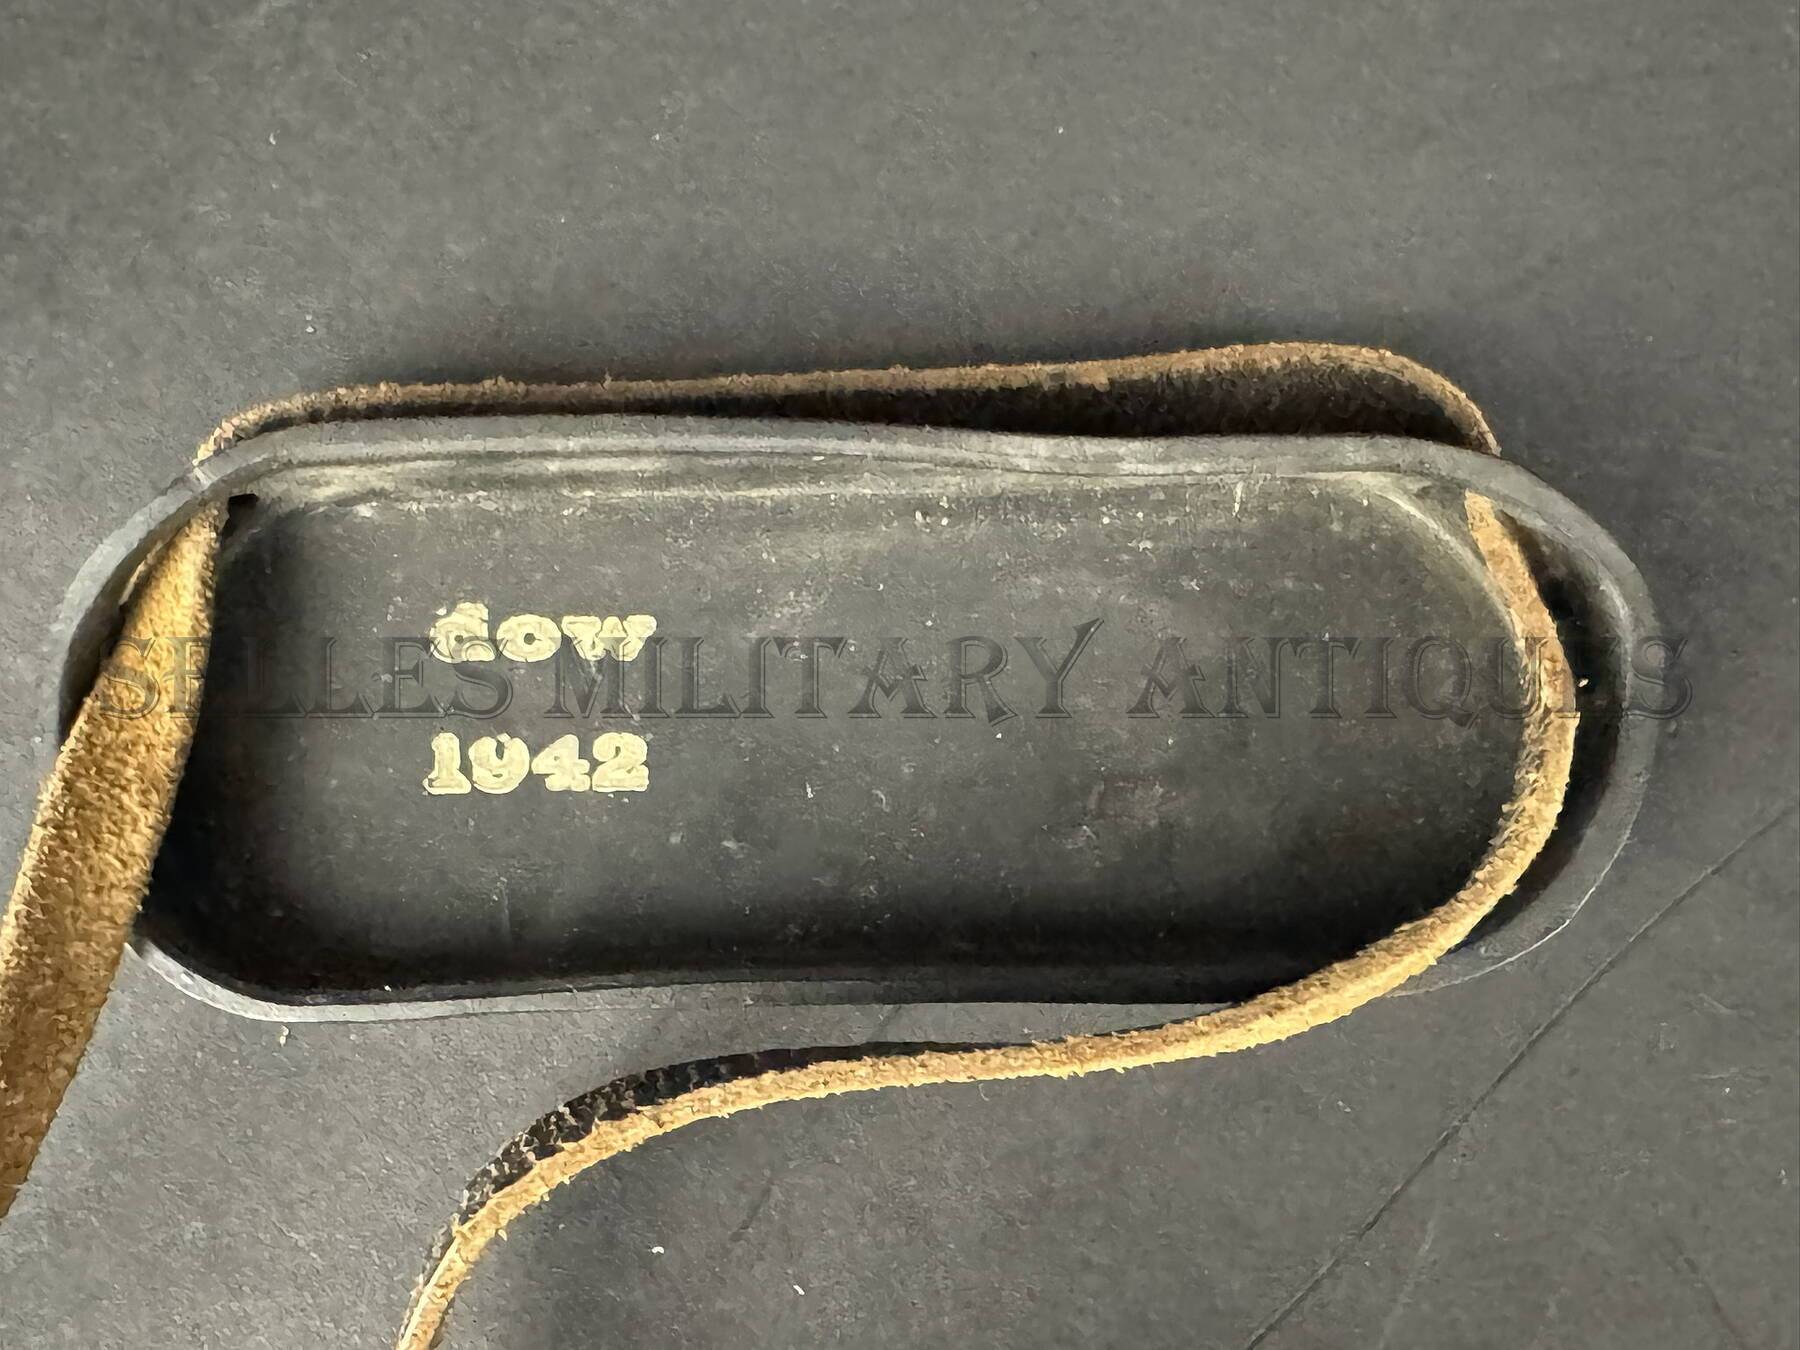 dow
SELLES MILITARY ANTIQUES
1942